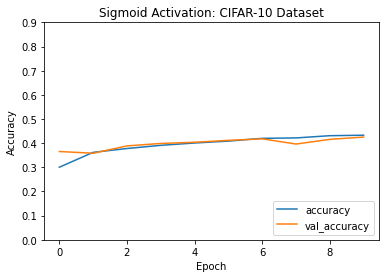 Sigmoid Activation: CIFAR-10 Dataset
0.9
0.8
0.7
0.6
0.5
0.4
0.3
0.2
0.1
0.0
Accuracy
0 2 4 6 8
Epoch
accuracy
val_accuracy